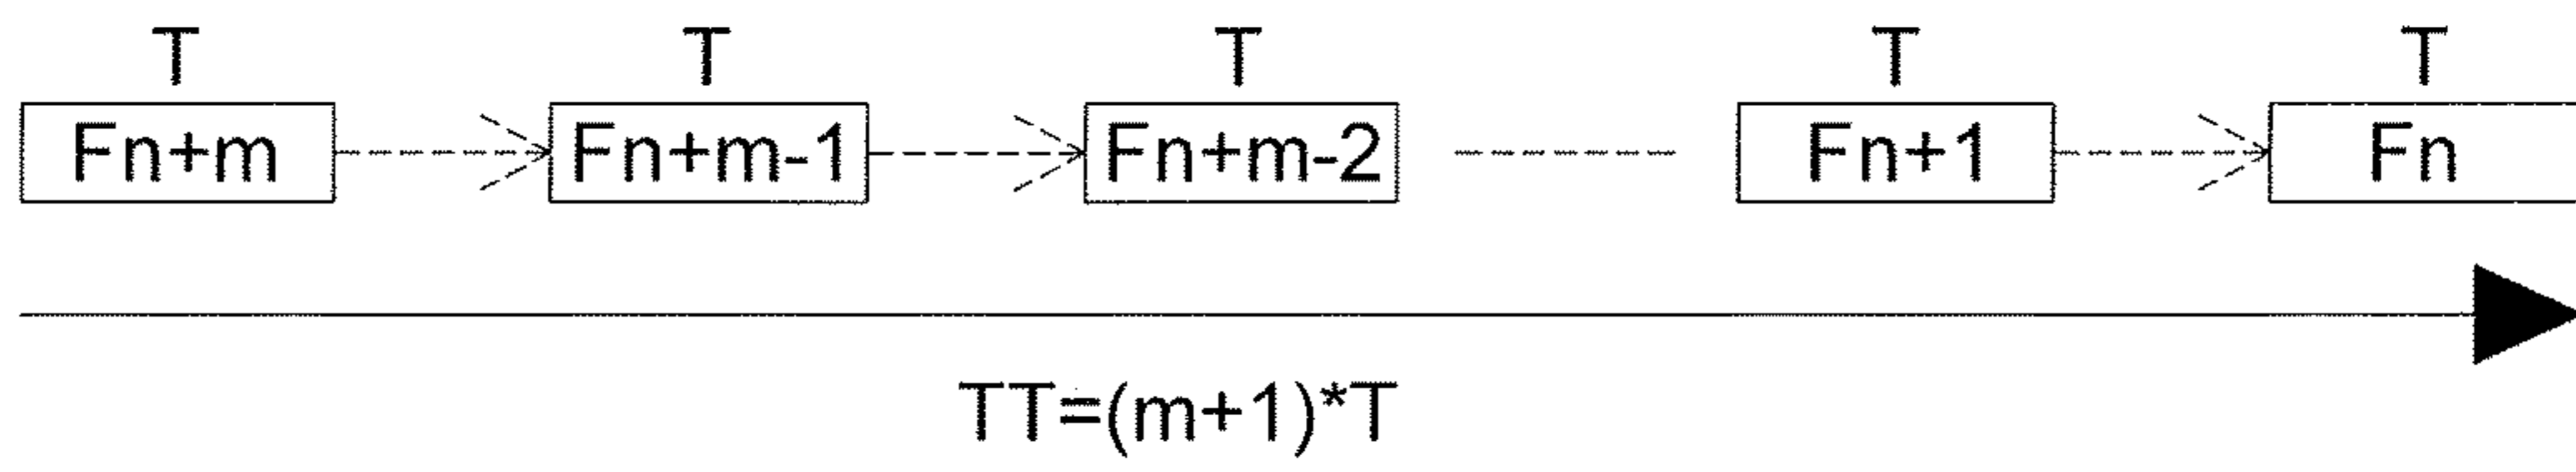 T T T T T
Fn+m Fn+m-1 Fn+m-2 Fn+1 Fn
TT=(m+1)*T